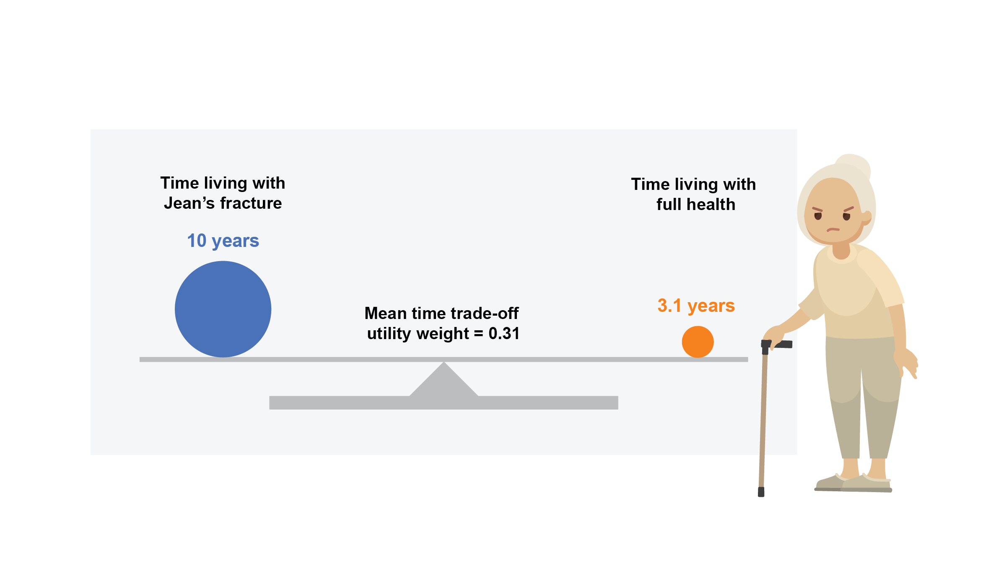 Time living with
Jean’s fracture
10 years
Mean time trade-off
utility weight = 0.31
Time living with
full health
3.1 years